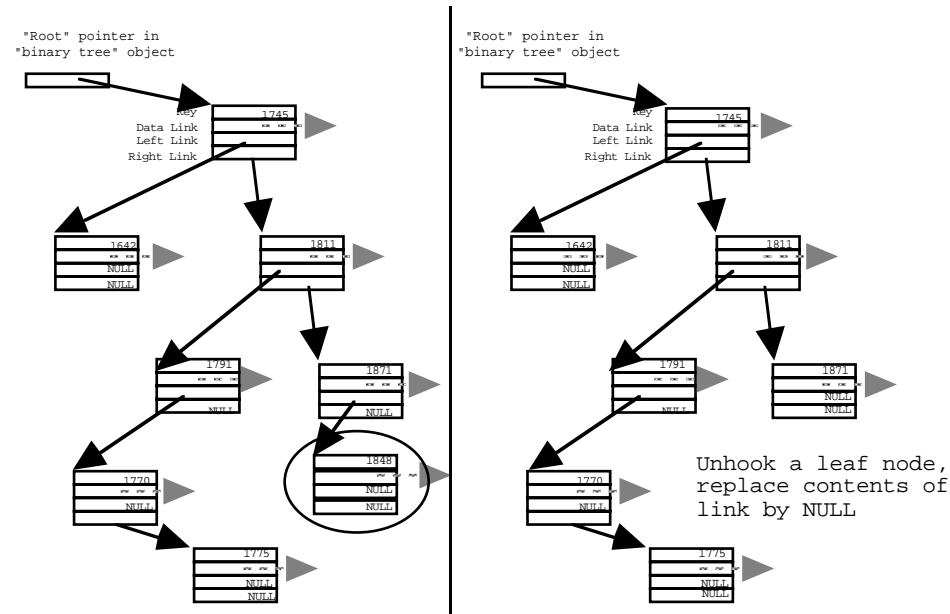 "Root" pointer in
"binary tree" object
Key
1745
Data Link
Left Link
Right Link
1642
NULL
NULL
1811
1791
NULL
1871
NULL
1848
NULL
NULL
1770
NULL
1775
NULL
NULL
"Root" pointer in
"binary tree" object
Key
1745
Data Link
Left Link
Right Link
1642
NULL
NULL
1811
1791
NULL
1871
NULL
NULL
1770
NULL
Unhook a leaf node,
replace contents of
link by NULL
1775
NULL
NULL